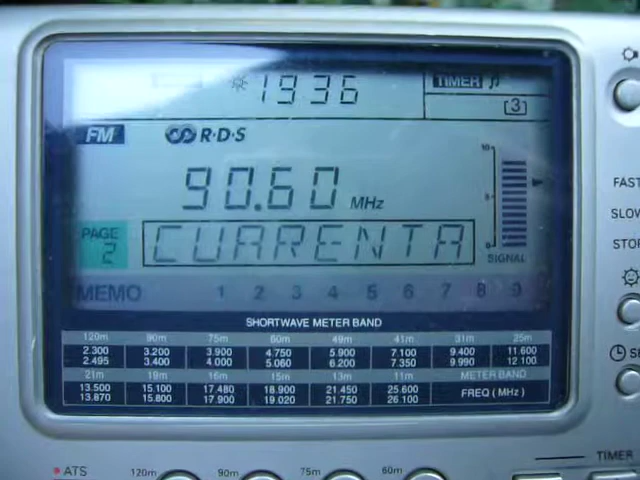 1936
TIMER
3
FM R·D·S
90.60 MHz
10
PAGE
2
CUARENTA
SIGNAL
MEMO 1 2 3 4 5 6 7 8 9
SHORTWAVE METER BAND
120m 90m 75m 60m 49m 41m 31m 25m
2.300 3.200 3.900 4.750 5.900 7.100 9.400 11.600
2.495 3.400 4.000 5.060 6.200 7.350 9.990 12.100
21m 19m 16m 15m 13m 11m METER BAND
13.500 15.100 17.480 18.900 21.450 25.600 FREQ ( MHz )
13.870 15.800 17.900 19.020 21.750 26.100
FAST
SLOW
STOP
ATS 120m 90m 75m 60m
TIMER